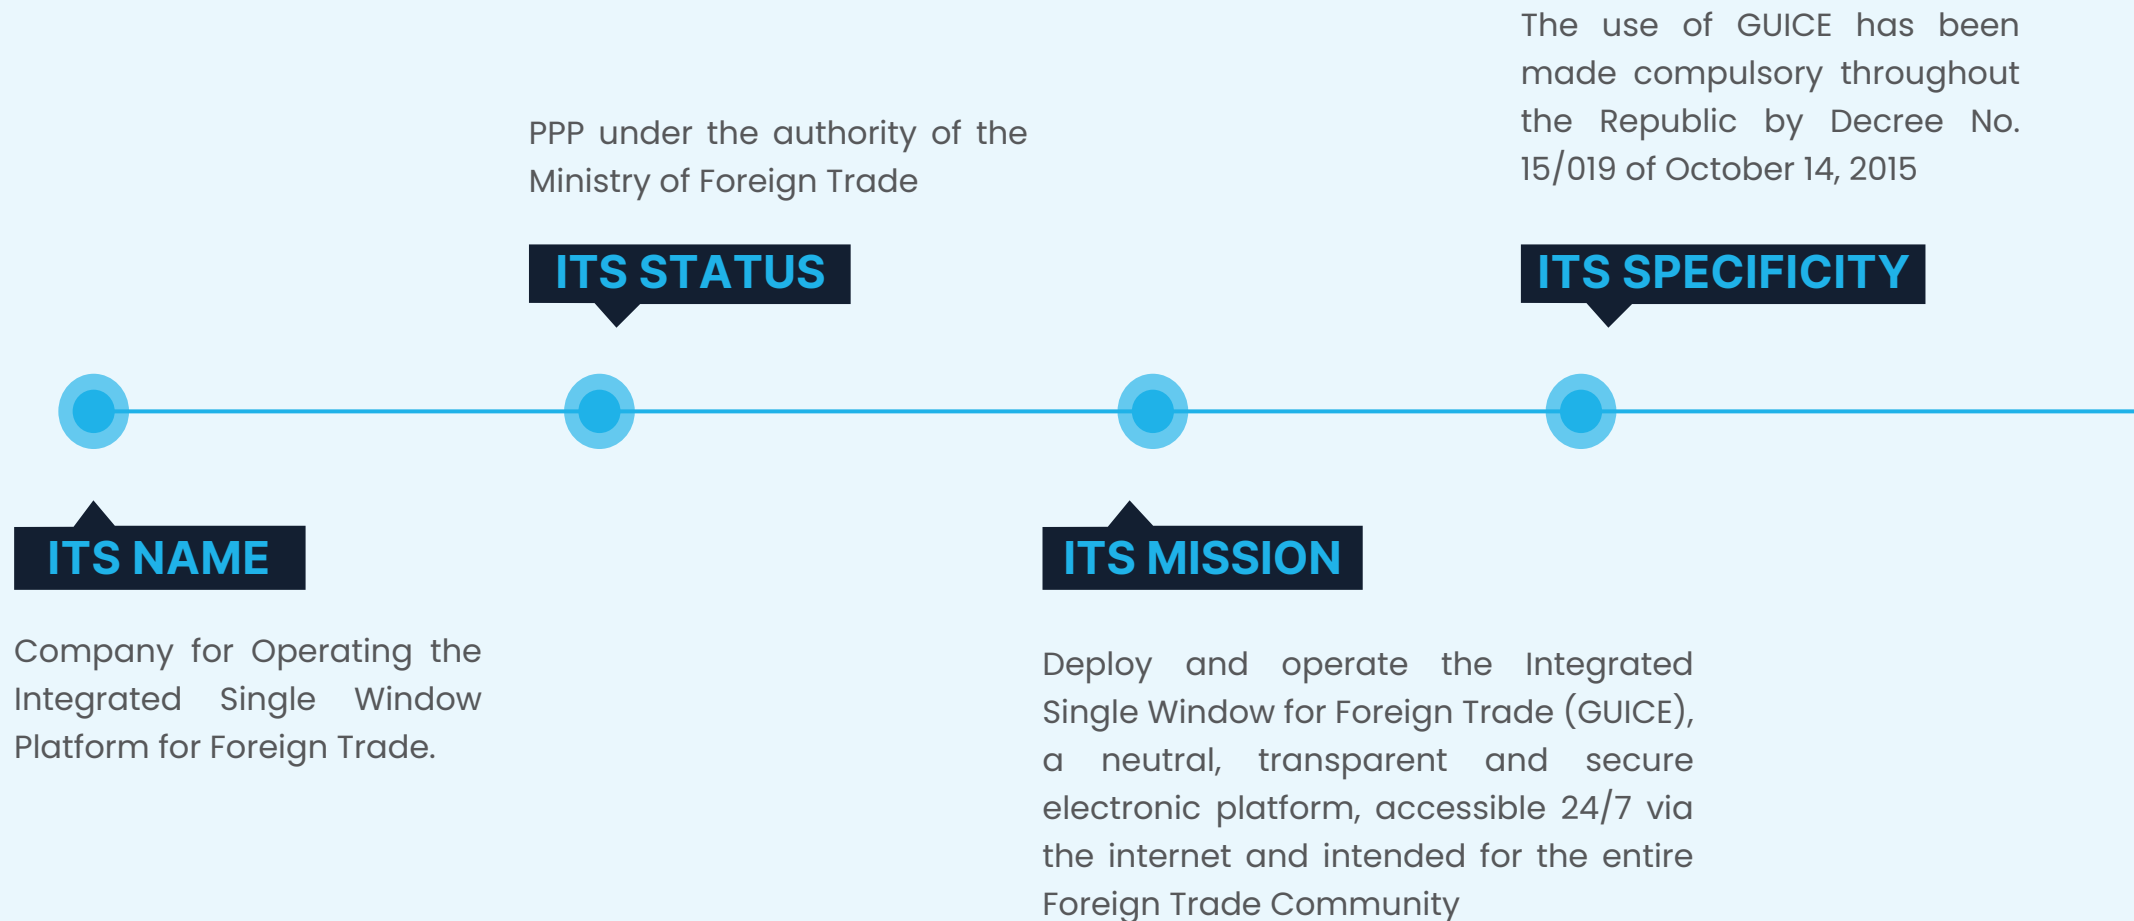 ITS NAME
Company for Operating the
Integrated Single Window
Platform for Foreign Trade.
PPP under the authority of the
Ministry of Foreign Trade
ITS STATUS
ITS MISSION
Deploy and operate the Integrated
Single Window for Foreign Trade (GUICE),
a neutral, transparent and secure
electronic platform, accessible 24/7 via
the internet and intended for the entire
Foreign Trade Community
The use of GUICE has been
made compulsory throughout
the Republic by Decree No.
15/019 of October 14, 2015
ITS SPECIFICITY